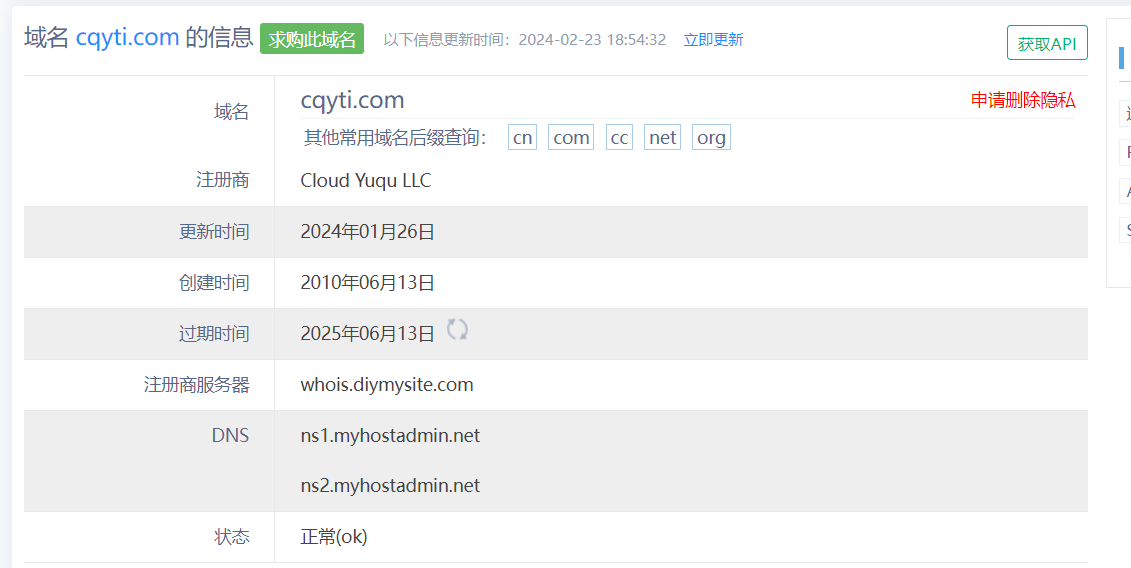 域名 cqyti.com 的信息 求购此域名 以下信息更新时间：2024-02-23 18:54:32 立即更新 获取API
域名 cqyti.com 申请删除隐私
其他常用域名后缀查询： cn com cc net org
注册商 Cloud Yuqu LLC
更新时间 2024年01月26日
创建时间 2010年06月13日
过期时间 2025年06月13日
注册商服务器 whois.diymysite.com
DNS ns1.myhostadmin.net
ns2.myhostadmin.net
状态 正常(ok)